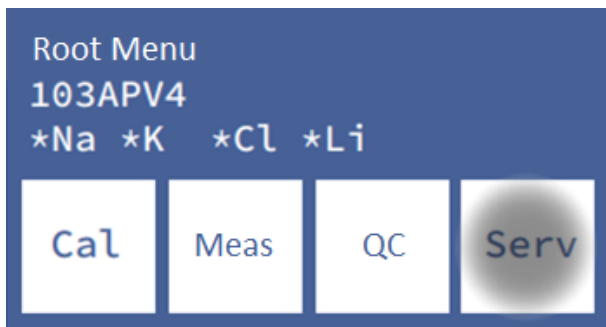 Root Menu
103APV4
*Na *K *Cl *Li
Cal Meas QC Serv